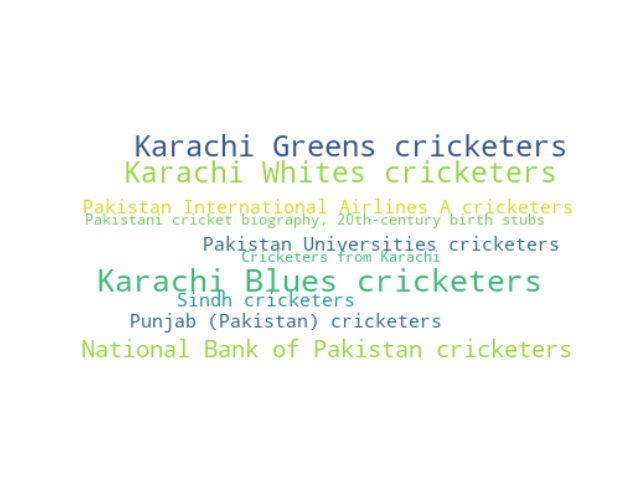 Karachi Greens cricketers
Karachi Whites cricketers
Pakistan International Airlines A cricketers
Pakistani cricket biography, 20th-century birth stubs
Pakistan Universities cricketers
Cricketers from Karachi
Karachi Blues cricketers
Sindh cricketers
Punjab (Pakistan) cricketers
National Bank of Pakistan cricketers